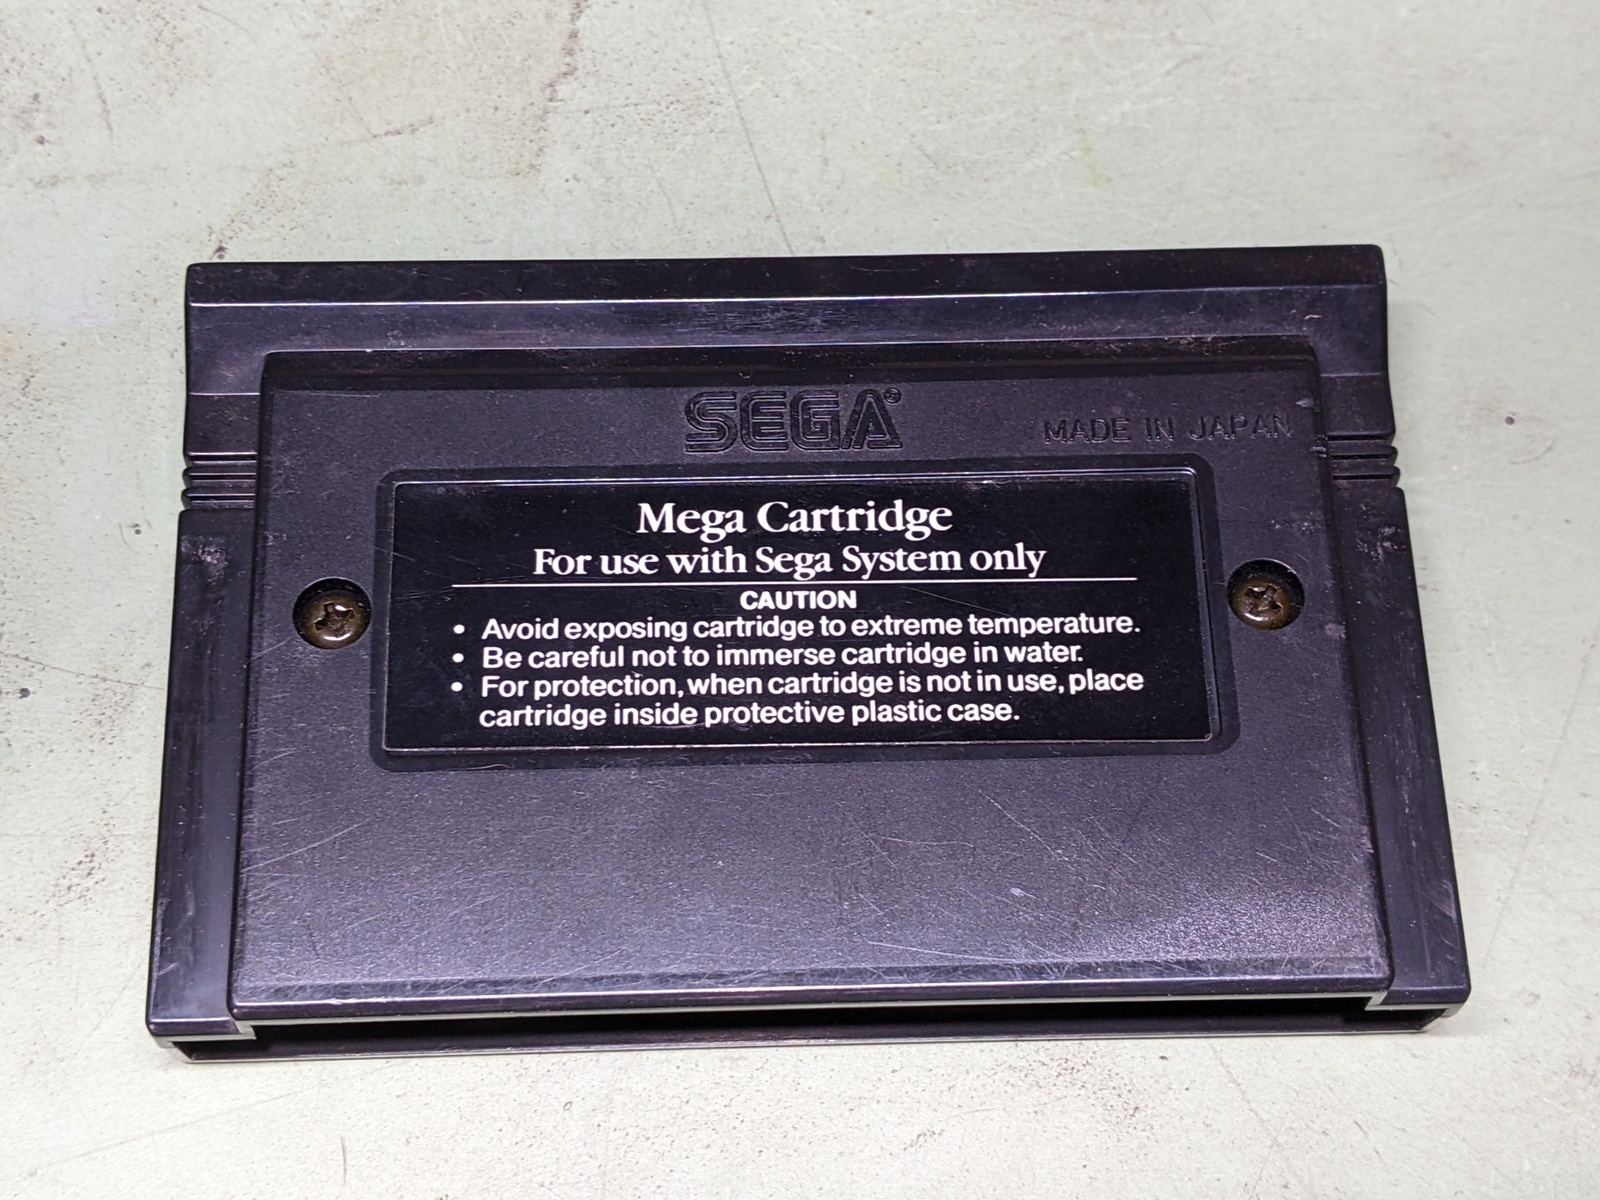 SEGA®
MADE IN JAPAN
Mega Cartridge
For use with Sega System only
CAUTION
• Avoid exposing cartridge to extreme temperature.
• Be careful not to immerse cartridge in water.
• For protection, when cartridge is not in use, place
cartridge inside protective plastic case.